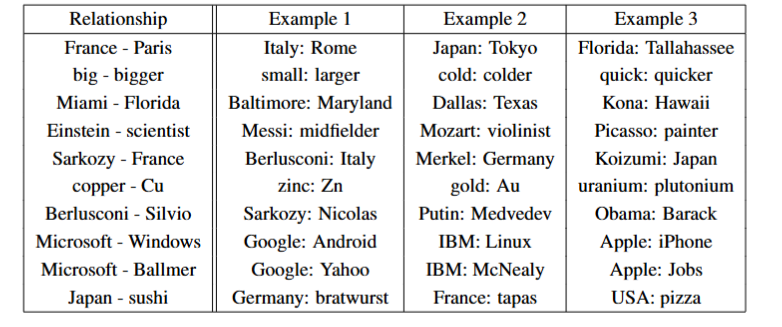 Relationship Example 1 Example 2 Example 3
France - Paris Italy: Rome Japan: Tokyo Florida: Tallahassee
big - bigger small: larger cold: colder quick: quicker
Miami - Florida Baltimore: Maryland Dallas: Texas Kona: Hawaii
Einstein - scientist Messi: midfielder Mozart: violinist Picasso: painter
Sarkozy - France Berlusconi: Italy Merkel: Germany Koizumi: Japan
copper - Cu zinc: Zn gold: Au uranium: plutonium
Berlusconi - Silvio Sarkozy: Nicolas Putin: Medvedev Obama: Barack
Microsoft - Windows Google: Android IBM: Linux Apple: iPhone
Microsoft - Ballmer Google: Yahoo IBM: McNealy Apple: Jobs
Japan - sushi Germany: bratwurst France: tapas USA: pizza